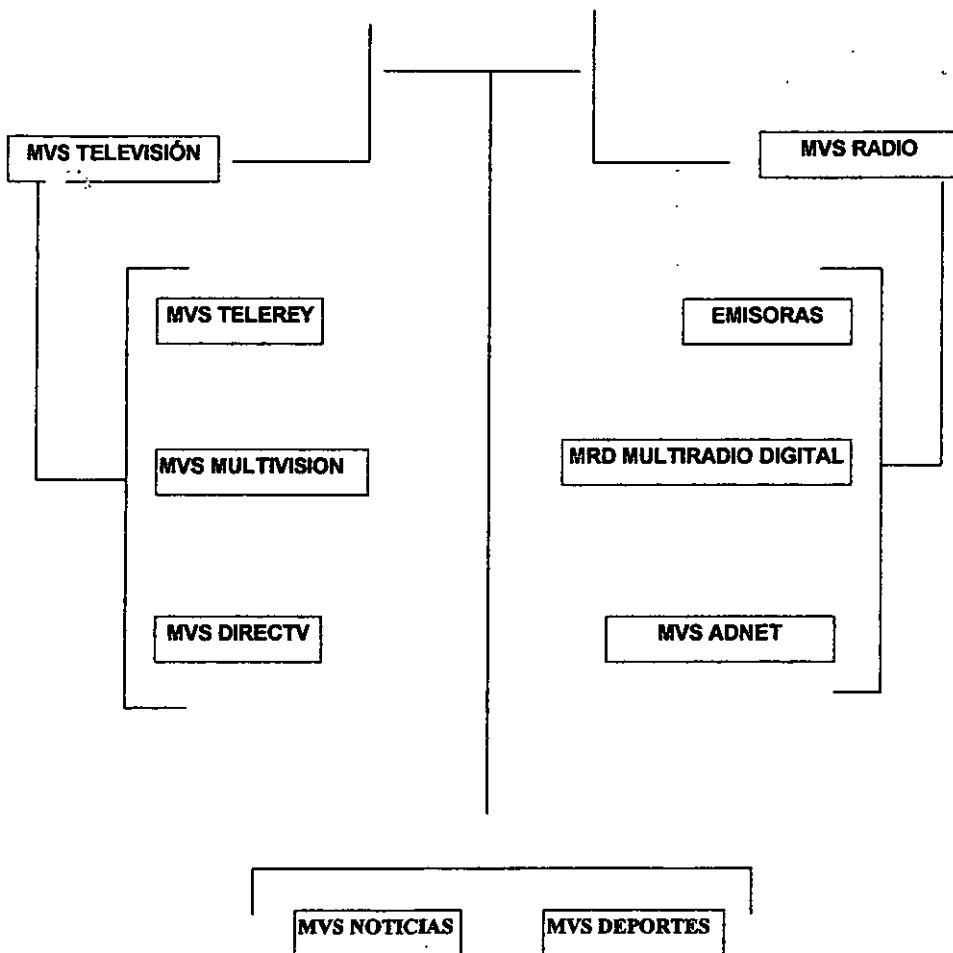 MVS TELEVISIÓN
MVS RADIO
MVS TELEREY
EMISORAS
MVS MULTIVISION
MRD MULTIRADIO DIGITAL
MVS DIRECTV
MVS ADNET
MVS NOTICIAS
MVS DEPORTES